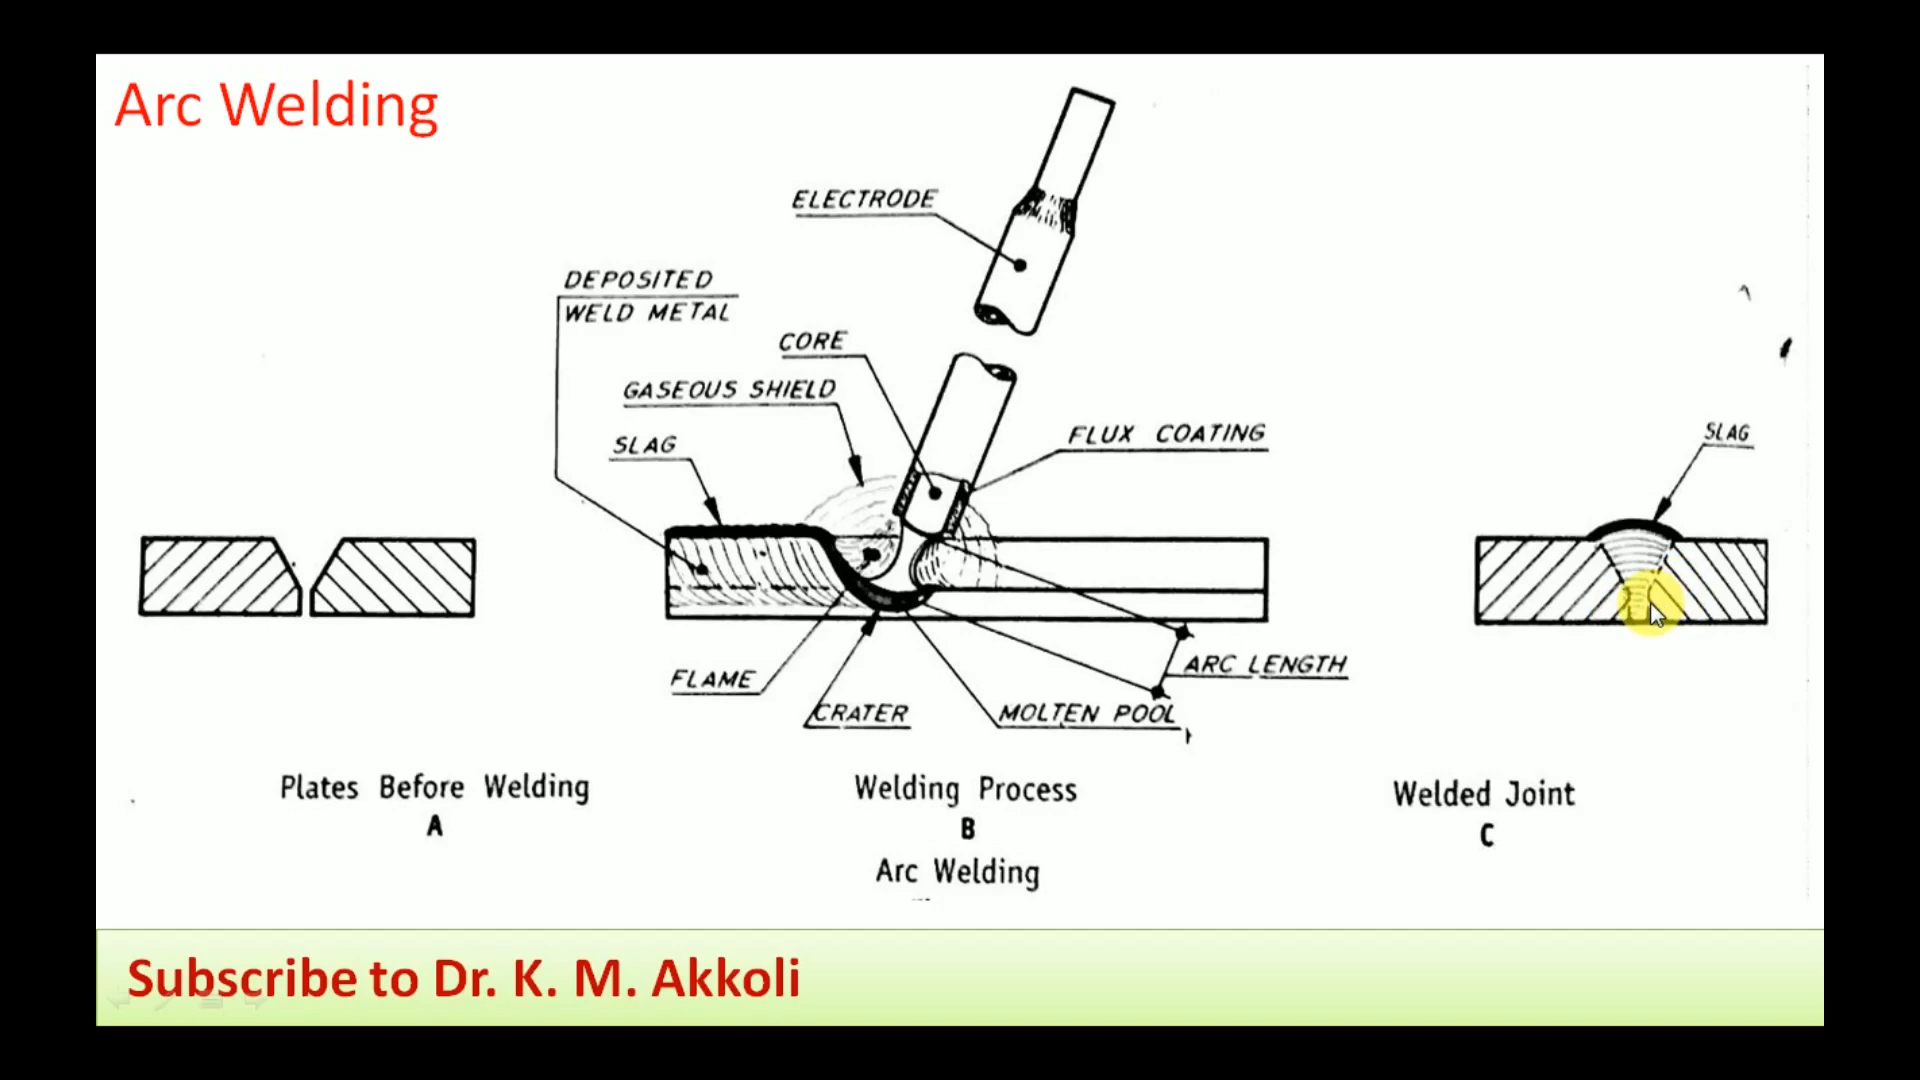 Arc Welding
ELECTRODE
DEPOSITED
WELD METAL
CORE
GASEOUS SHIELD
FLUX COATING
SLAG
SLAG
FLAME
ARC LENGTH
CRATER
MOLTEN POOL
Plates Before Welding
A
Welding Process
B
Arc Welding
Welded Joint
C
Subscribe to Dr. K. M. Akkoli